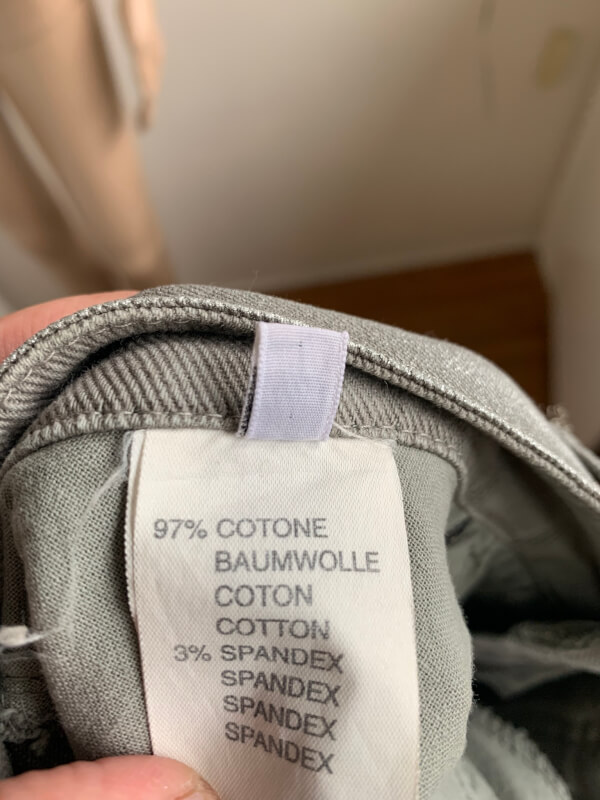 97% COTONE
BAUMWOLLE
COTON
COTTON
3% SPANDEX
SPANDEX
SPANDEX
SPANDEX